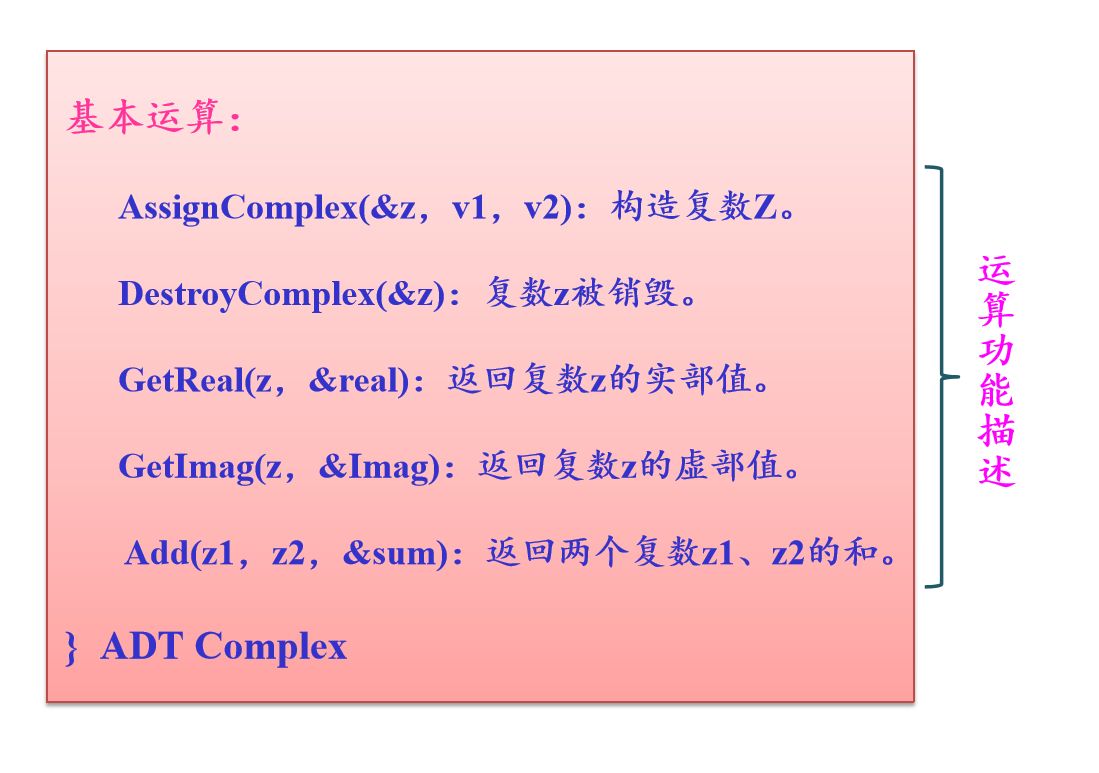 基本运算：
AssignComplex(&z，v1，v2)：构造复数Z。
DestroyComplex(&z)：复数z被销毁。
GetReal(z，&real)：返回复数z的实部值。
GetImag(z，&Imag)：返回复数z的虚部值。
Add(z1，z2，&sum)：返回两个复数z1、z2的和。
} ADT Complex
运算功能描述